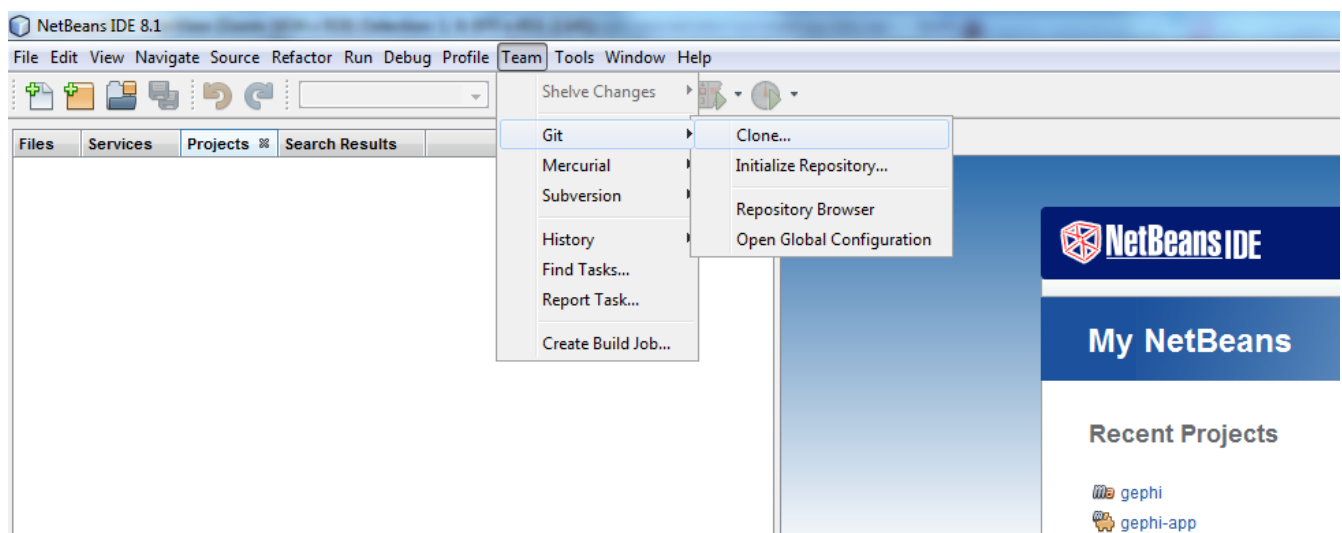 NetBeans IDE 8.1
File Edit View Navigate Source Refactor Run Debug Profile Team Tools Window Help
Shelve Changes
Git
Clone...
Files Services Projects Search Results
Mercurial
Initialize Repository...
Subversion
Repository Browser
History
Open Global Configuration
Find Tasks...
Report Task...
Create Build Job...
NetBeans IDE
My NetBeans
Recent Projects
gephi
gephi-app